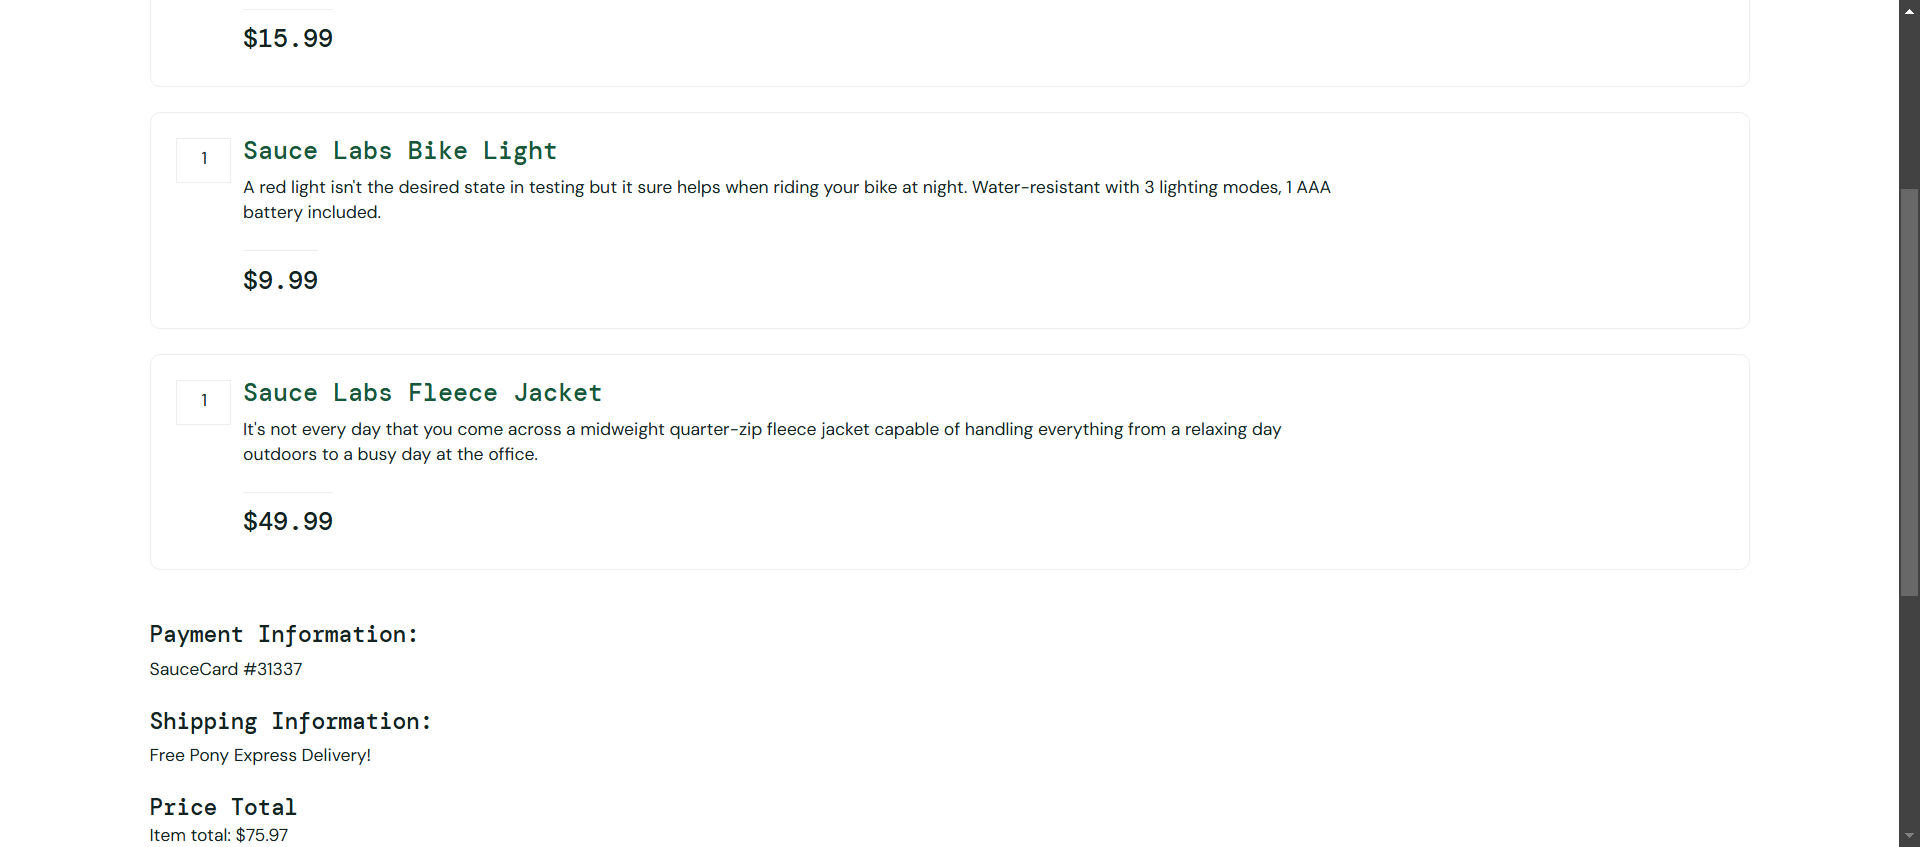 $15.99
1
Sauce Labs Bike Light
A red light isn't the desired state in testing but it sure helps when riding your bike at night. Water-resistant with 3 lighting modes, 1 AAA
battery included.
$9.99
1
Sauce Labs Fleece Jacket
It's not every day that you come across a midweight quarter-zip fleece jacket capable of handling everything from a relaxing day
outdoors to a busy day at the office.
$49.99
Payment Information:
SauceCard #31337
Shipping Information:
Free Pony Express Delivery!
Price Total
Item total: $75.97